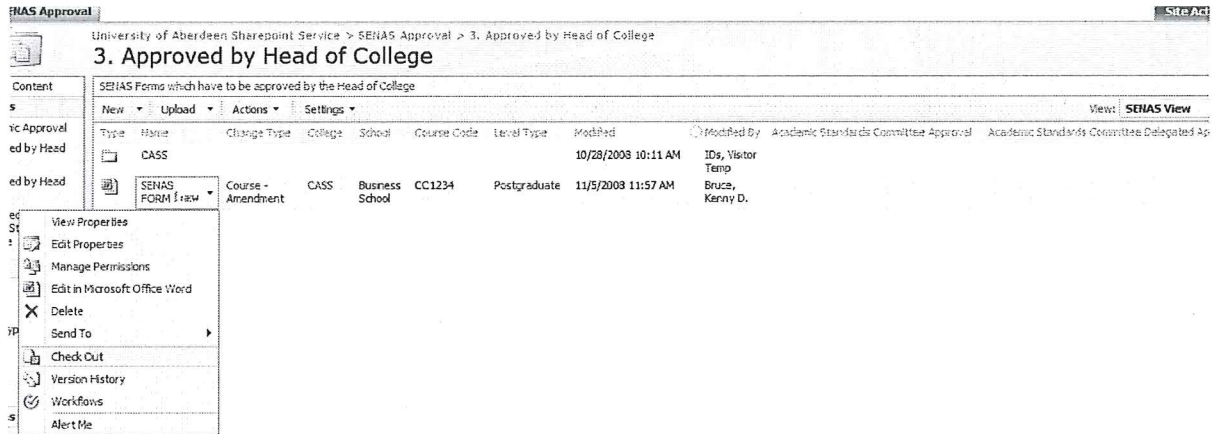 ENAS Approval
Site Act
University of Aberdeen Sharepoint Service > SENAS Approval > 3. Approved by Head of College
3. Approved by Head of College
Content
SENAS Forms which have to be approved by the Head of College
s
New Upload Actions Settings
View: SENAS View
ic Approval
Type Name Change Type College School Course Code Level Type Modified Modified By Academic Standards Committee Approval Academic Standards Committee Delegated Ap
ed by Head
CASS 10/28/2008 10:11 AM IDs, Visitor
Temp
ed by Head
SENAS Course - CASS Business CC1234 Postgraduate 11/5/2008 11:57 AM Bruce,
FORM Amendment School Kenny D.
View Properties
Edit Properties
Manage Permissions
Edit in Microsoft Office Word
Delete
Send To
Check Out
Version History
Workflows
Alert Me